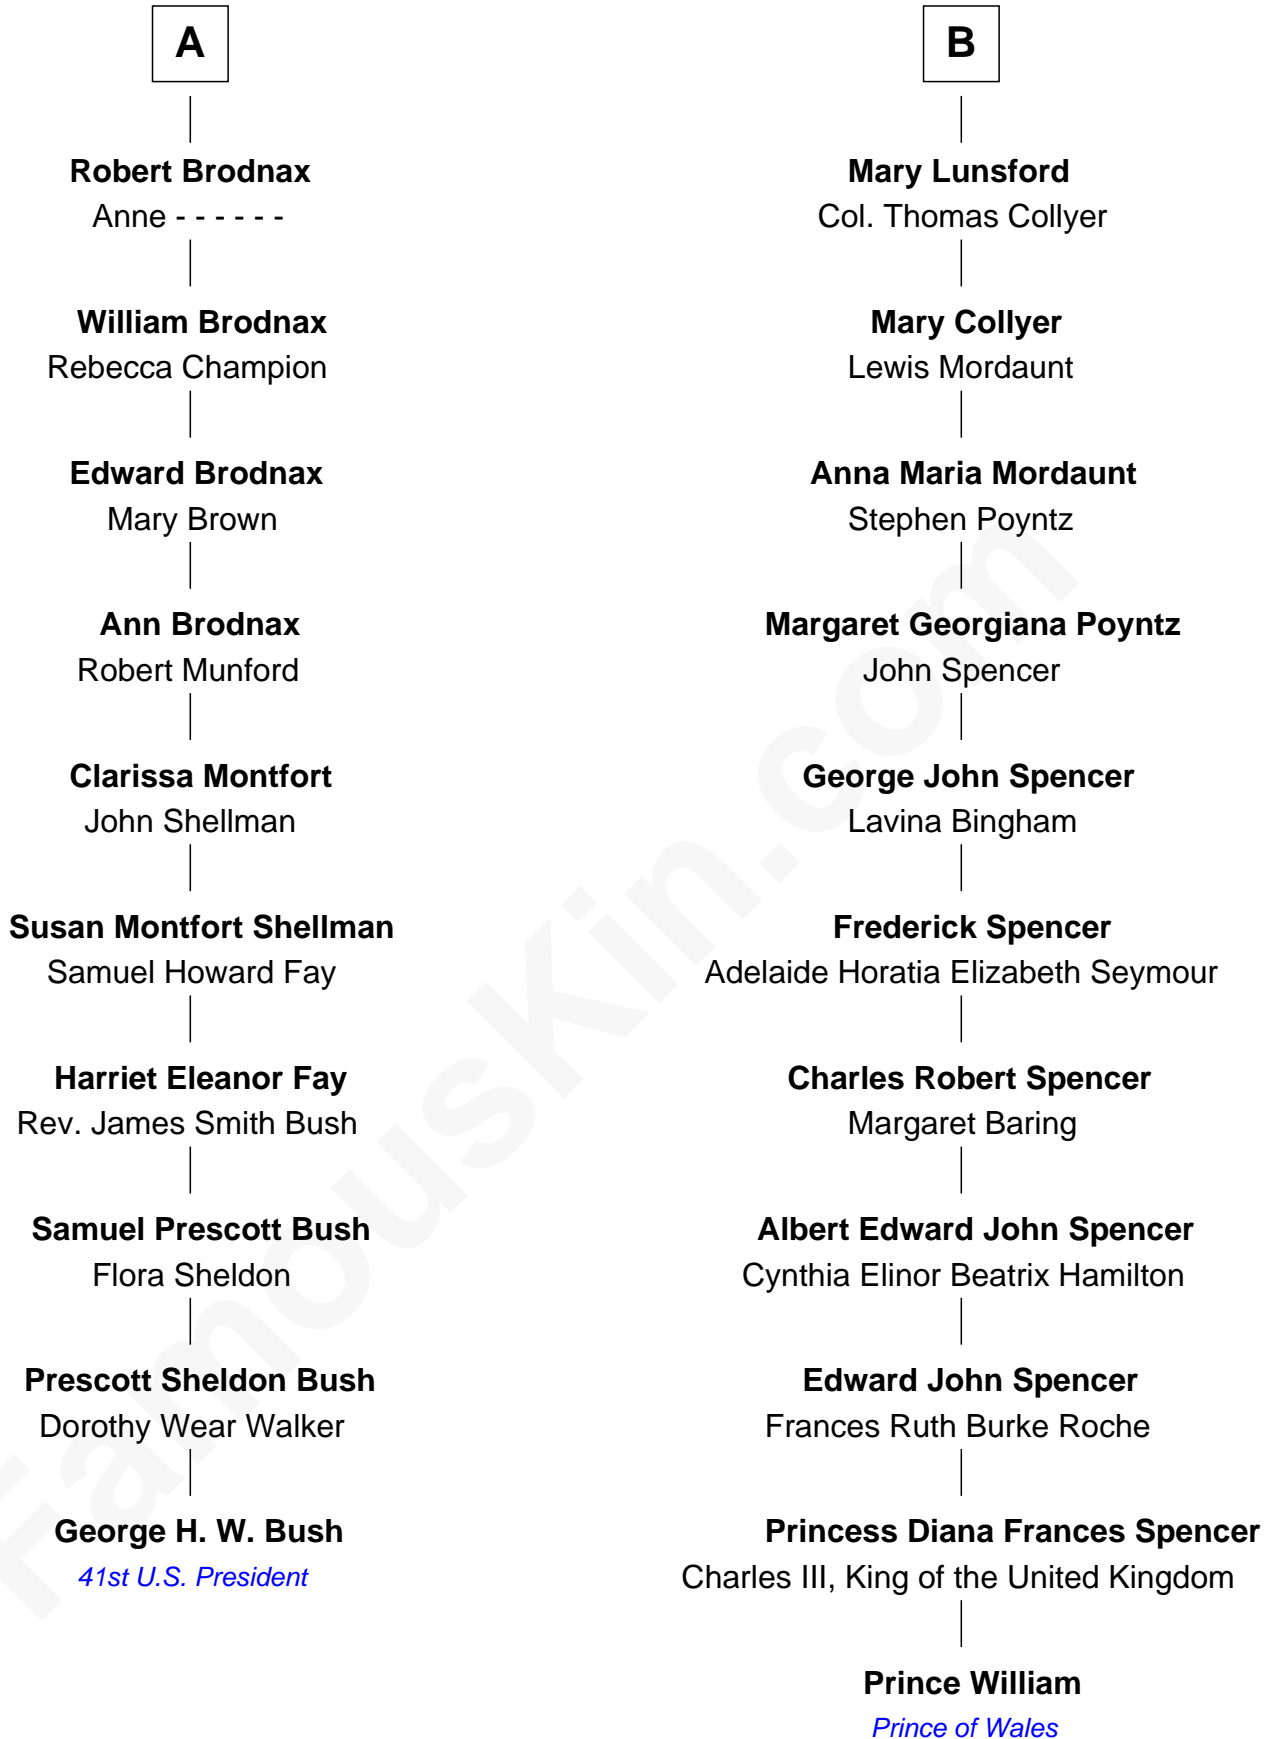 A
Robert Brodnax
Anne - - - - - -
William Brodnax
Rebecca Champion
Edward Brodnax
Mary Brown
Ann Brodnax
Robert Munford
Clarissa Montfort
John Shellman
Susan Montfort Shellman
Samuel Howard Fay
Harriet Eleanor Fay
Rev. James Smith Bush
Samuel Prescott Bush
Flora Sheldon
Prescott Sheldon Bush
Dorothy Wear Walker
George H. W. Bush
41st U.S. President
B
Mary Lunsford
Col. Thomas Collyer
Mary Collyer
Lewis Mordaunt
Anna Maria Mordaunt
Stephen Poyntz
Margaret Georgiana Poyntz
John Spencer
George John Spencer
Lavina Bingham
Frederick Spencer
Adelaide Horatia Elizabeth Seymour
Charles Robert Spencer
Margaret Baring
Albert Edward John Spencer
Cynthia Elinor Beatrix Hamilton
Edward John Spencer
Frances Ruth Burke Roche
Princess Diana Frances Spencer
Charles III, King of the United Kingdom
Prince William
Prince of Wales
FamousKin.com